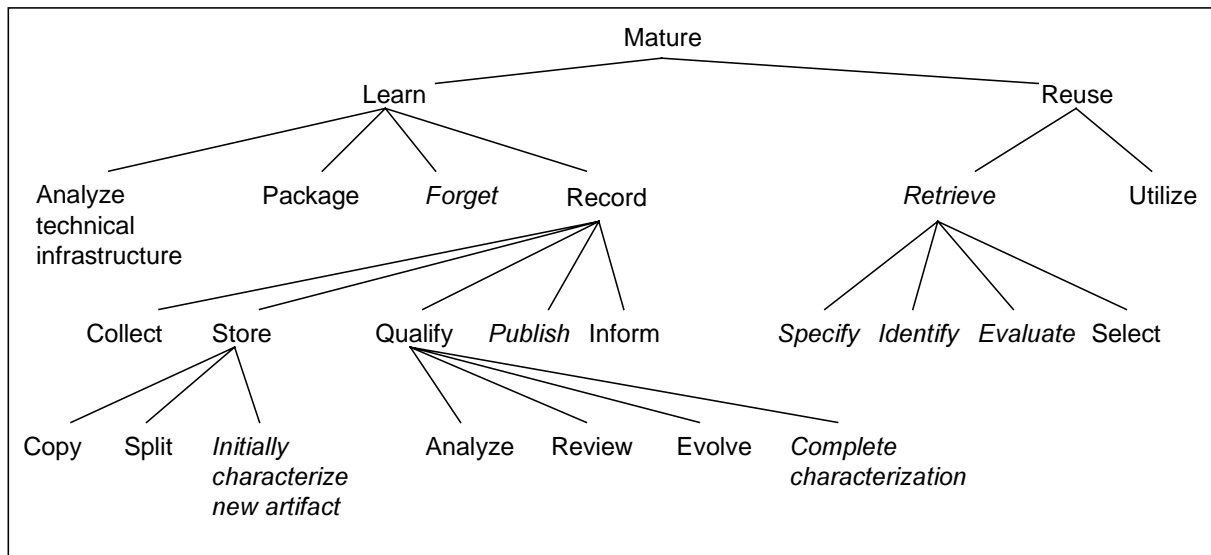 Mature
Learn
Reuse
Analyze
technical
infrastructure
Package
Forget
Record
Retrieve
Utilize
Collect
Store
Qualify
Publish
Inform
Specify
Identify
Evaluate
Select
Copy
Split
Initially
characterize
new artifact
Analyze
Review
Evolve
Complete
characterization